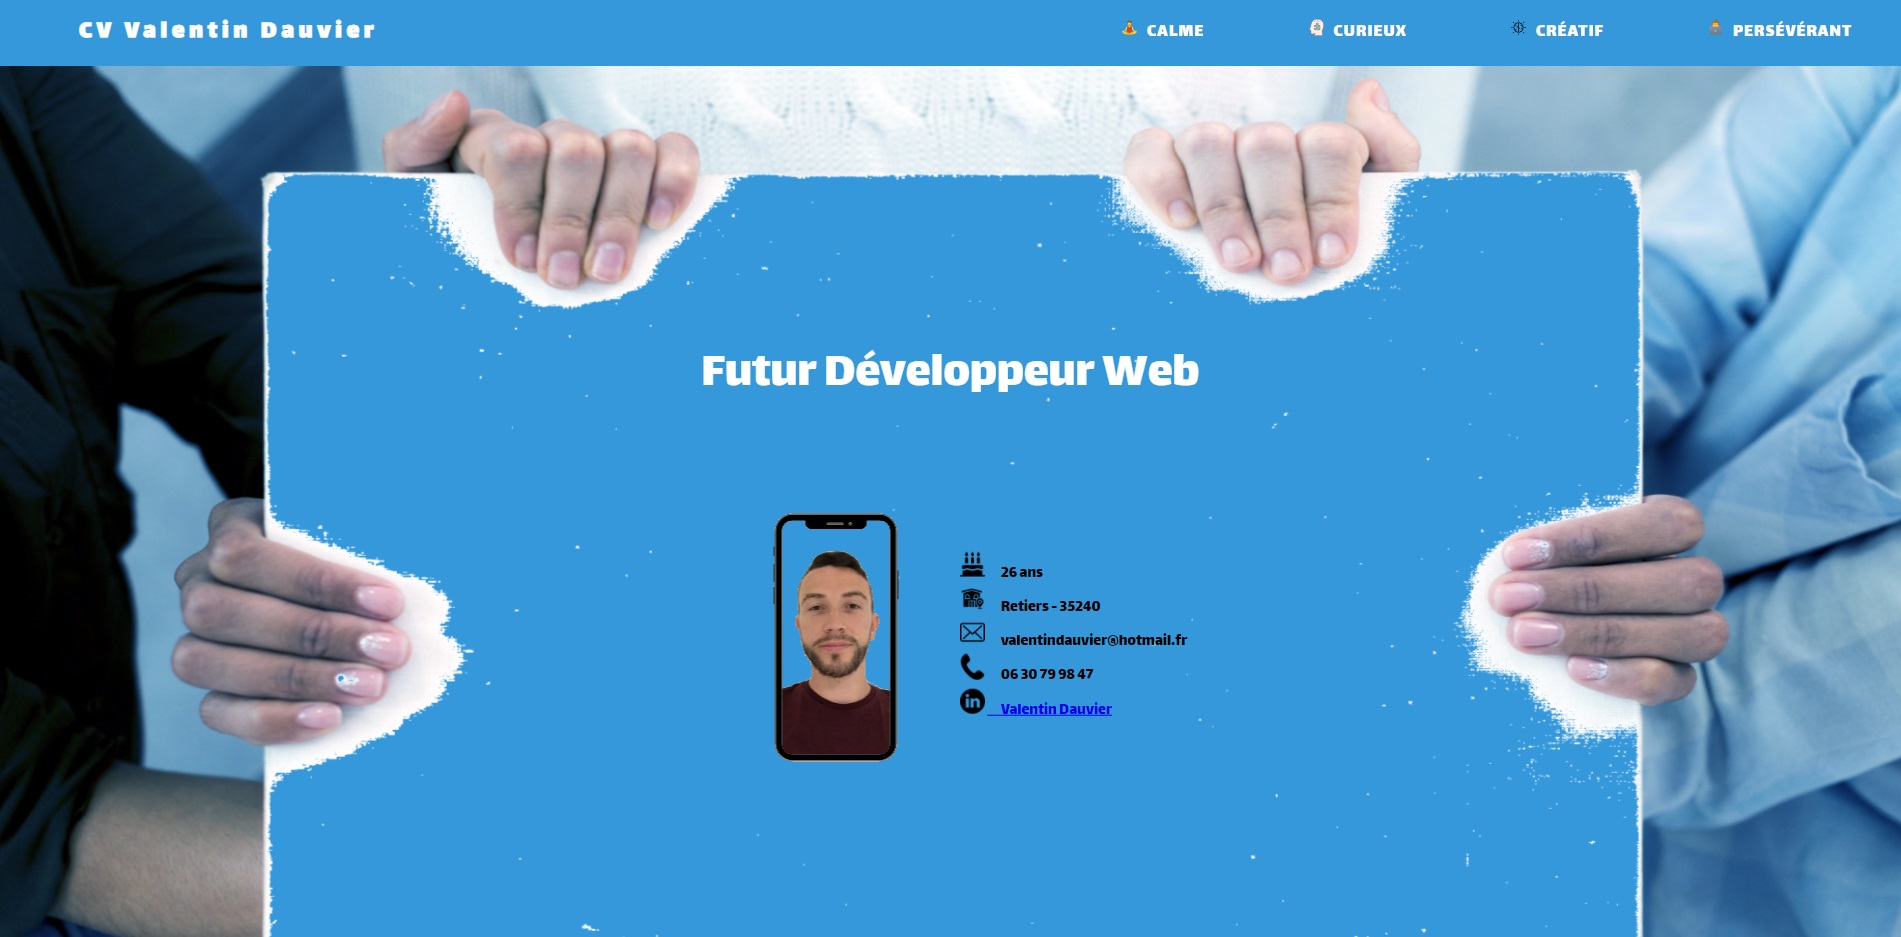 CV Valentin Dauvier
CALME
CURIEUX
CRÉATIF
PERSÉVÉRANT
Futur Développeur Web
26 ans
Retiers - 35240
valentindauvier@hotmail.fr
06 30 79 98 47
in
Valentin Dauvier